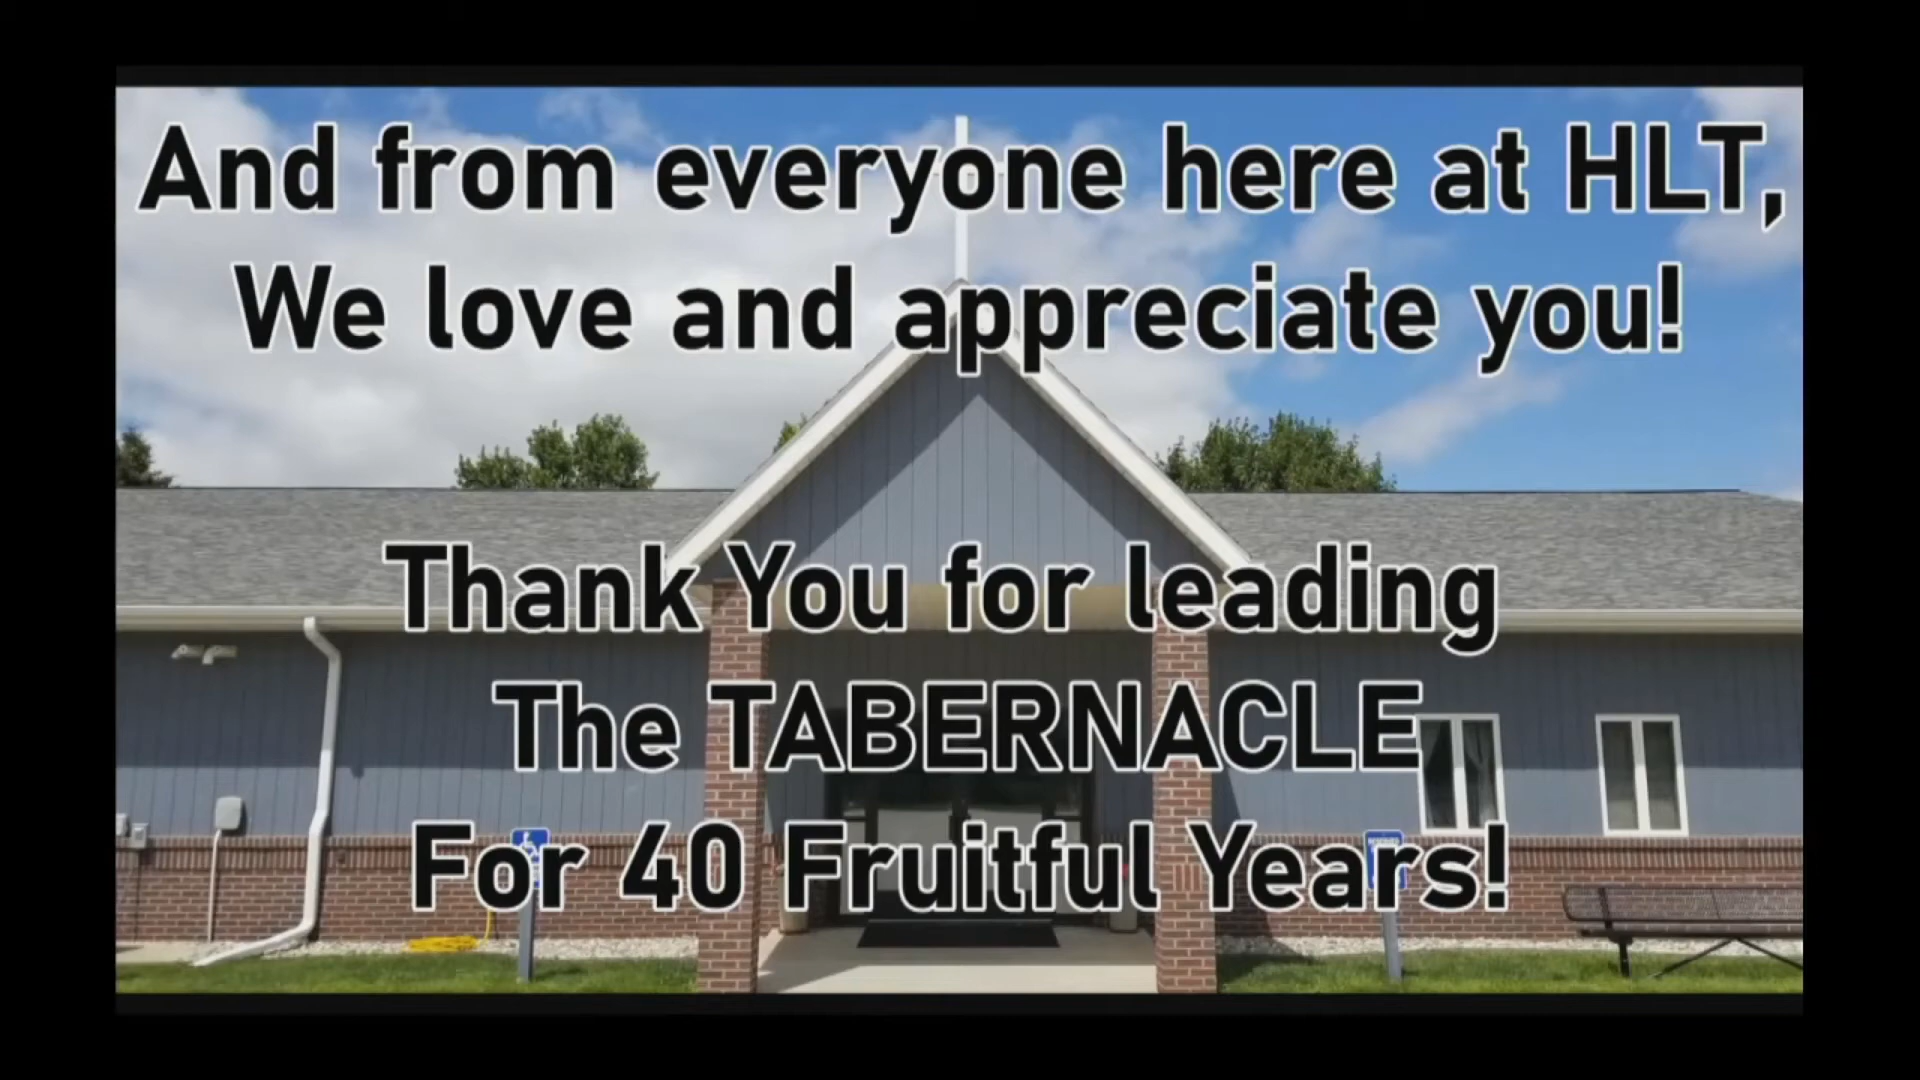 And from everyone here at HLT,
We love and appreciate you!
Thank You for leading
The TABERNACLE
For 40 Fruitful Years!